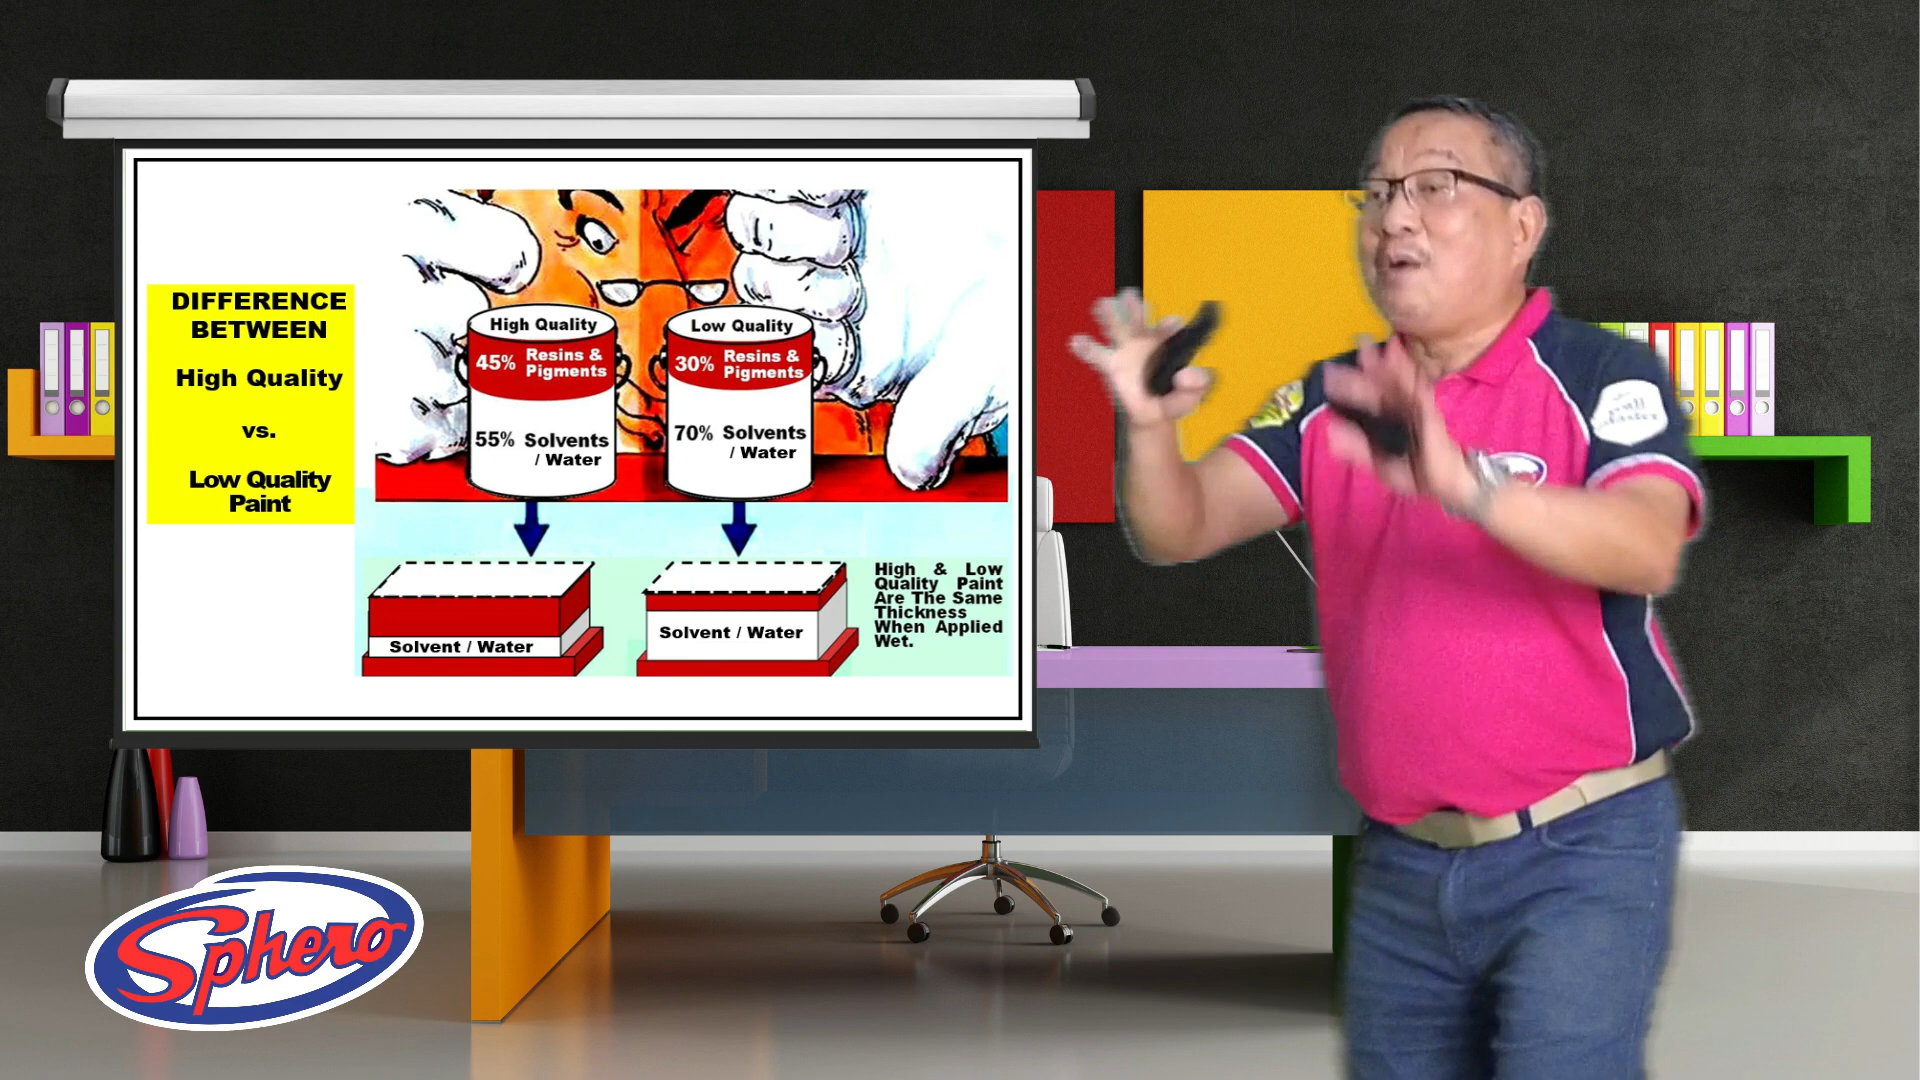 DIFFERENCE
BETWEEN
High Quality
vs.
Low Quality
Paint
High Quality
45% Resins &
Pigments
55% Solvents
/ Water
Low Quality
30% Resins &
Pigments
70% Solvents
/ Water
Solvent / Water
Solvent / Water
High & Low
Quality Paint
Are The Same
Thickness
When Applied
Wet.
Sphero